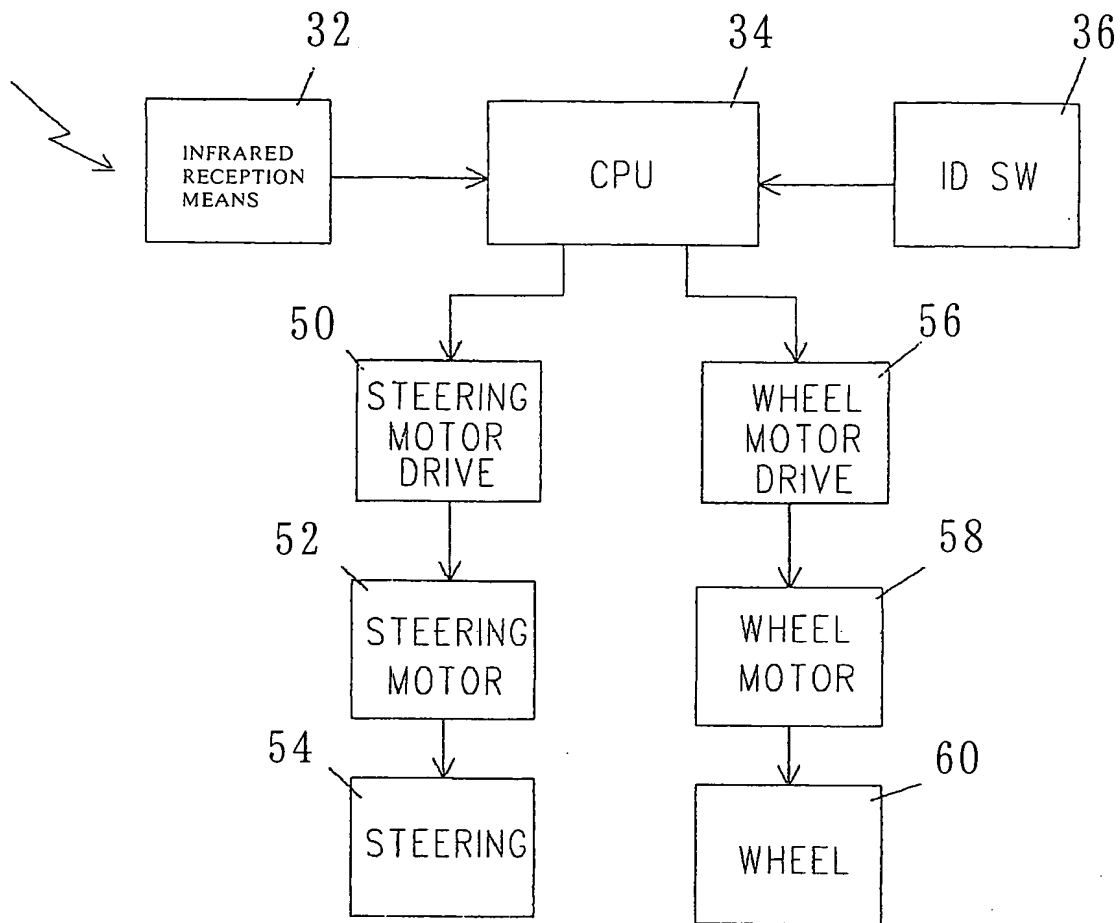 32
34
36
INFRARED
RECEPTION
MEANS
CPU
ID SW
50
56
STEERING
MOTOR
DRIVE
WHEEL
MOTOR
DRIVE
52
58
STEERING
MOTOR
WHEEL
MOTOR
54
60
STEERING
WHEEL